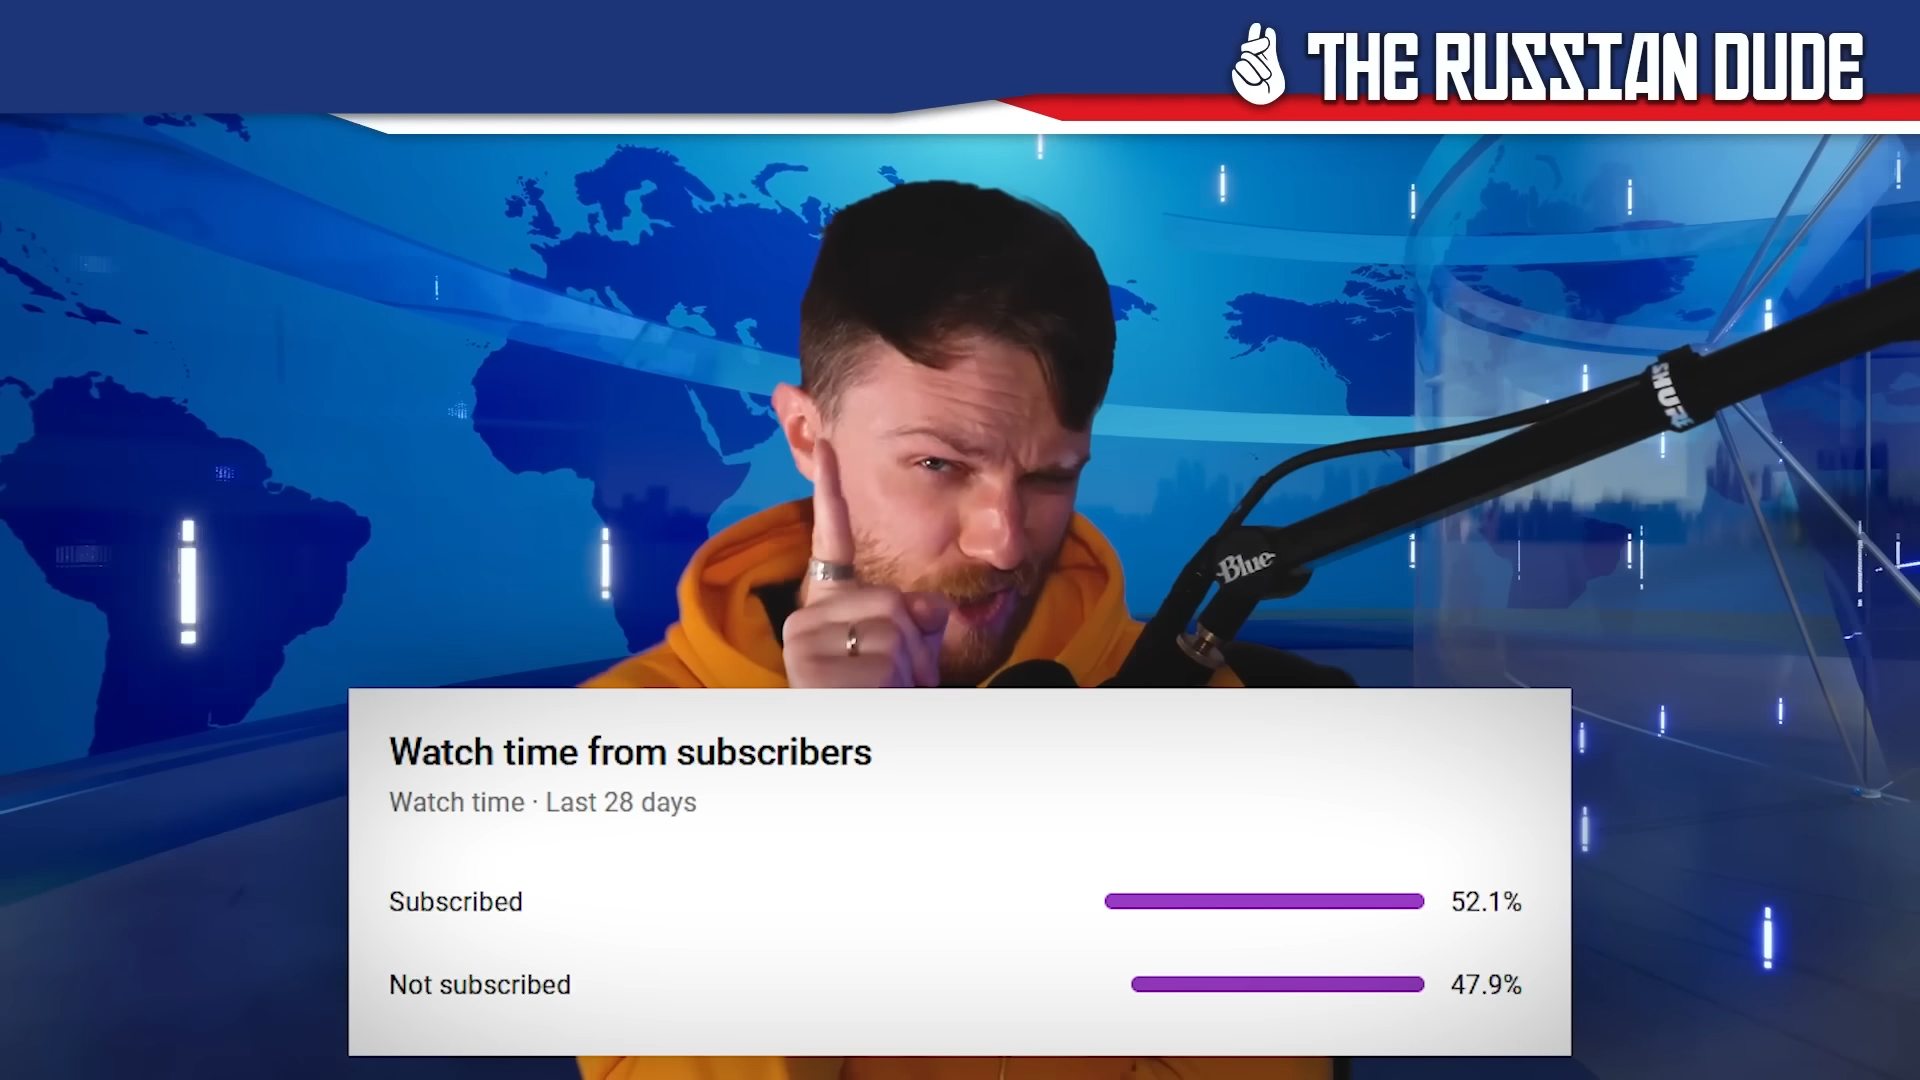 THE RUSSIAN DUDE
SHURE
Blue
Watch time from subscribers
Watch time · Last 28 days
Subscribed 52.1%
Not subscribed 47.9%